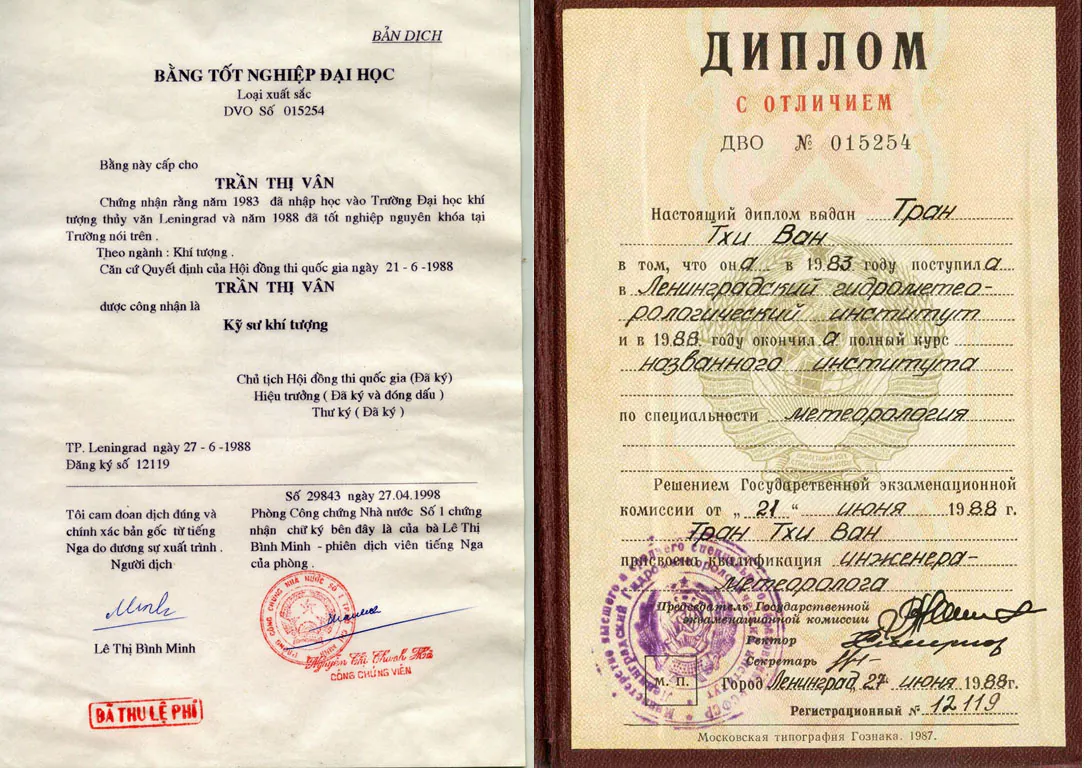 BẢN DỊCH
BẰNG TỐT NGHIỆP ĐẠI HỌC
Loại xuất sắc
DVO Số 015254
Bằng này cấp cho
TRẦN THỊ VÂN
Chứng nhận rằng năm 1983 đã nhập học vào Trường Đại học khí
tượng thủy văn Leningrad và năm 1988 đã tốt nghiệp nguyên khóa tại
Trường nói trên .
Theo ngành : Khí tượng .
Căn cứ Quyết định của Hội đồng thi quốc gia ngày 21 - 6 -1988
TRẦN THỊ VÂN
được công nhận là
Kỹ sư khí tượng
Chủ tịch Hội đồng thi quốc gia (Đã ký)
Hiệu trưởng ( Đã ký và đóng dấu )
Thư ký ( Đã ký )
TP. Leningrad ngày 27 - 6 -1988
Đăng ký số 12119
Tôi cam đoan dịch đúng và
chính xác bản gốc từ tiếng
Nga do đương sự xuất trình .
Người dịch
Minh
Lê Thị Bình Minh
Số 29843 ngày 27.04.1998
Phòng Công chứng Nhà nước Số 1 chứng
nhận chữ ký bên đây là của bà Lê Thị
Bình Minh - phiên dịch viên tiếng Nga
của phòng .
CÔNG CHỨNG VIÊN
ĐÃ THU LỆ PHÍ
ДИПЛОМ
С ОТЛИЧИЕМ
ДВО № 015254
Настоящий диплом выдан Тран
Тхи Ван
в том, что она в 1983 году поступила
в Ленинградский гидрометео-
рологический институт
и в 1988 году окончила полный курс
названного института
по специальности метеорология
Решением Государственной экзаменационной
комиссии от „ 21 “ июня 1988 г.
Тран Тхи Ван
присвоена квалификация инженера-
метеоролога
Председатель Государственной
экзаменационной комиссии
Ректор
Секретарь
М. П.
Город Ленинград, 27 июня 1988г.
Регистрационный № 12119
Московская типография Гознака. 1987.